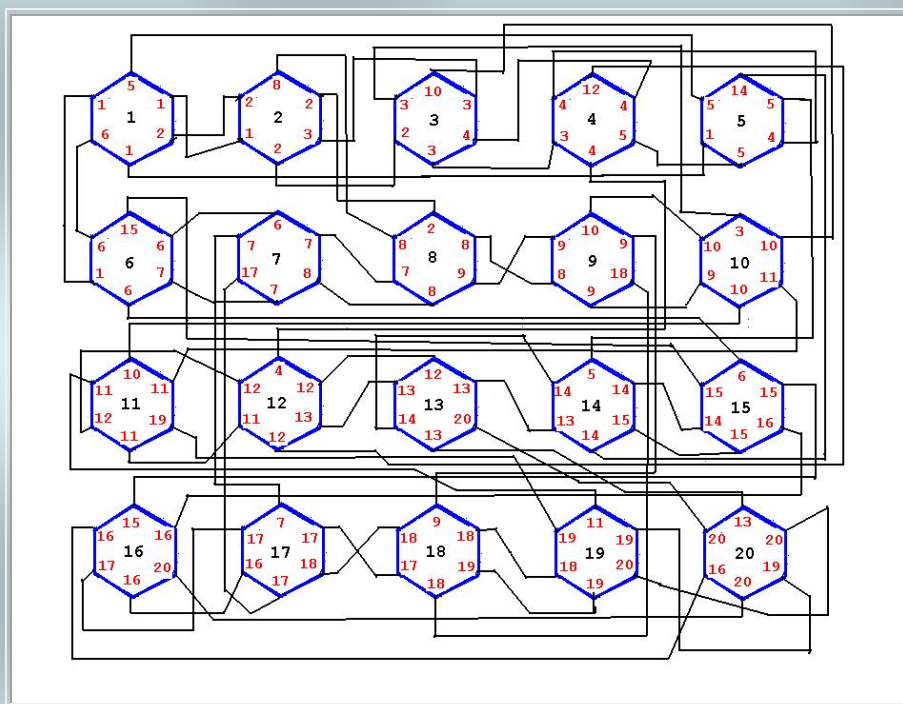 5 8 10 12 14
1 1 2 2 3 3 4 4 5 5
1 2 3 4 5
6 2 1 3 2 4 3 5 1 4
1 2 3 4 5
15 6 2 10 3
6 6 7 7 8 8 9 9 10 10
6 7 8 9 10
1 7 17 8 7 9 8 18 9 11
6 7 8 9 10
10 4 12 5 6
11 11 12 12 13 13 14 14 15 15
11 12 13 14 15
12 19 11 13 14 20 13 15 14 16
11 12 13 14 15
15 7 9 11 13
16 16 17 17 18 18 19 19 20 20
16 17 18 19 20
17 20 16 18 17 19 18 20 16 19
16 17 18 19 20